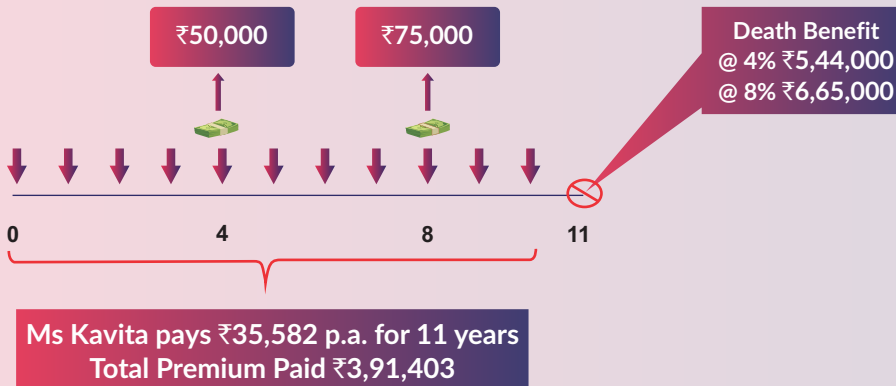 ₹50,000
₹75,000
Death Benefit
@ 4% ₹5,44,000
@ 8% ₹6,65,000
0 4 8 11
Ms Kavita pays ₹35,582 p.a. for 11 years
Total Premium Paid ₹3,91,403